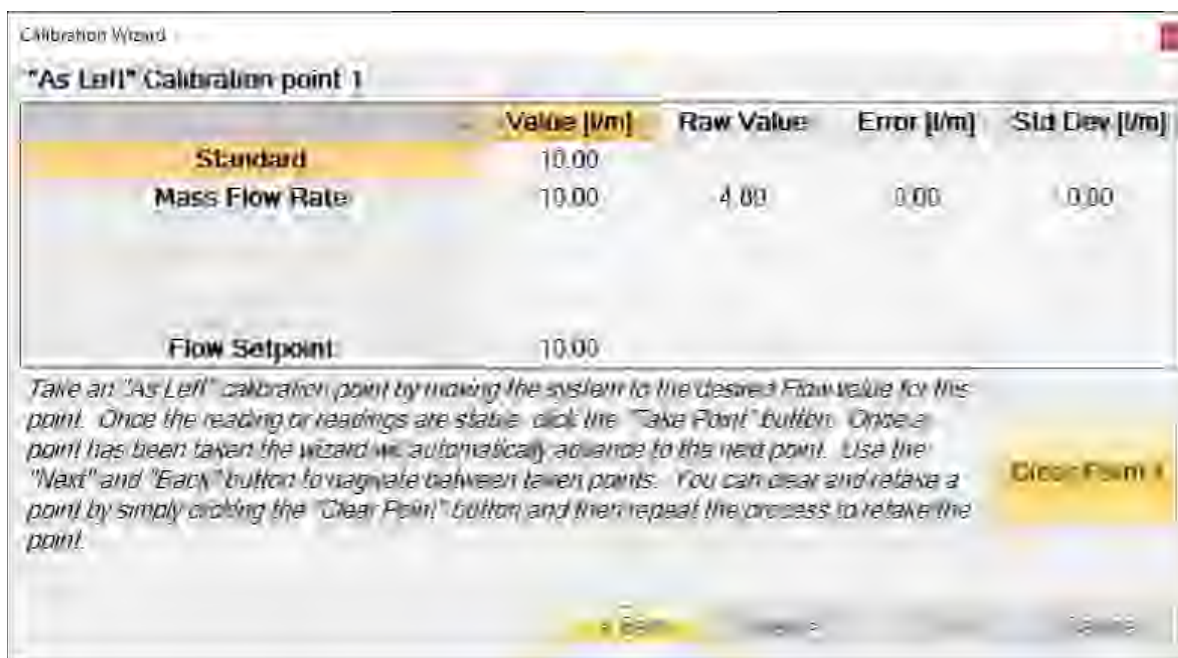 Calibration Wizard
"As Left" Calibration point 1
Value [l/m] Raw Value Error [l/m] Std Dev [l/m]
Standard 10.00
Mass Flow Rate 10.00 4.80 0.00 0.00
Flow Setpoint 10.00
Take an "As Left" calibration point by moving the system to the desired Flow value for this
point. Once the reading or readings are stable click the "Take Point" button. Once a
point has been taken the wizard will automatically advance to the next point. Use the
"Next" and "Back" button to navigate between taken points. You can clear and retake a
point by simply clicking the "Clear Point" button and then repeat the process to retake the
point.
Clear Point 1
< Back